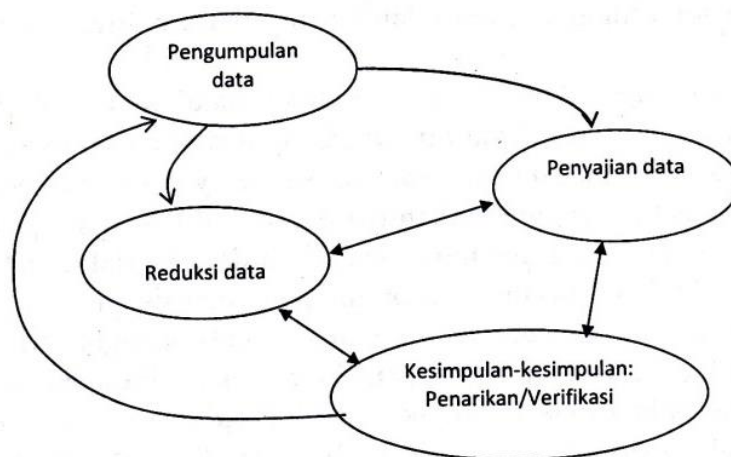 Pengumpulan
data
Penyajian data
Reduksi data
Kesimpulan-kesimpulan:
Penarikan/Verifikasi